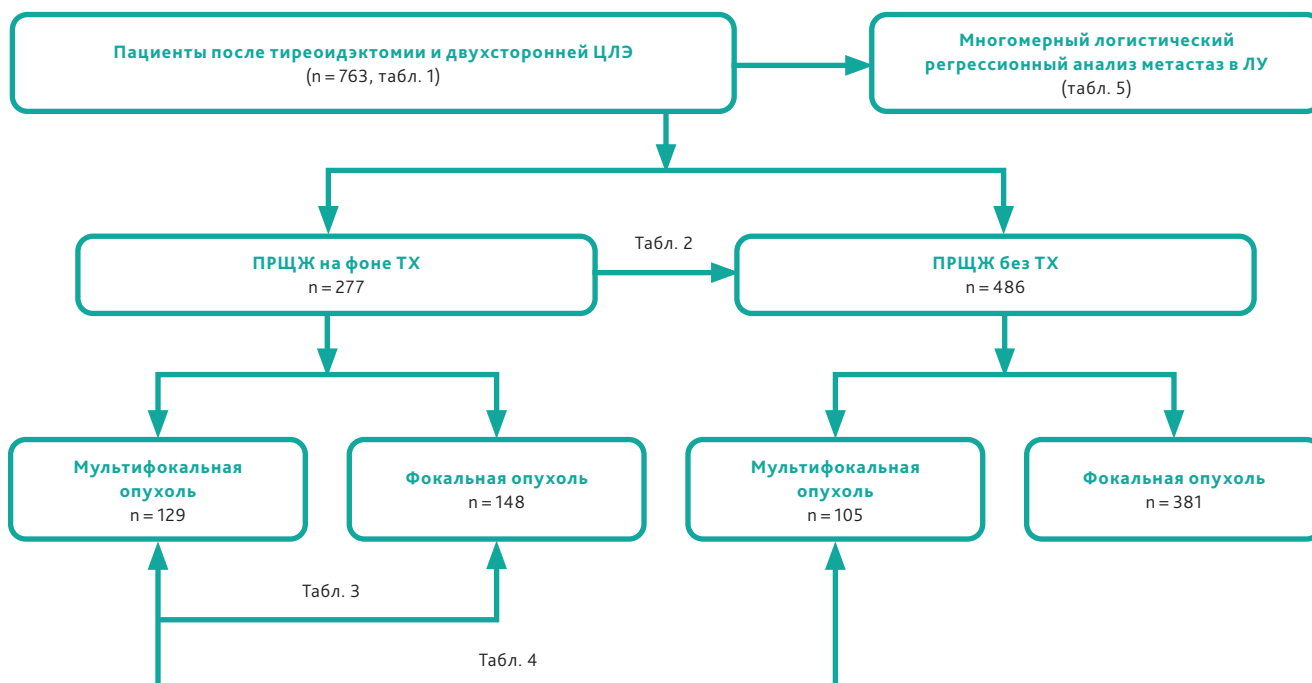 Пациенты после тиреоидэктомии и двухсторонней ЦЛЭ
(n = 763, табл. 1)
Многомерный логистический
регрессионный анализ метастаз в ЛУ
(табл. 5)
ПРЩЖ на фоне ТХ
n = 277
Табл. 2
ПРЩЖ без ТХ
n = 486
Мультифокальная
опухоль
n = 129
Фокальная опухоль
n = 148
Мультифокальная
опухоль
n = 105
Фокальная опухоль
n = 381
Табл. 3
Табл. 4